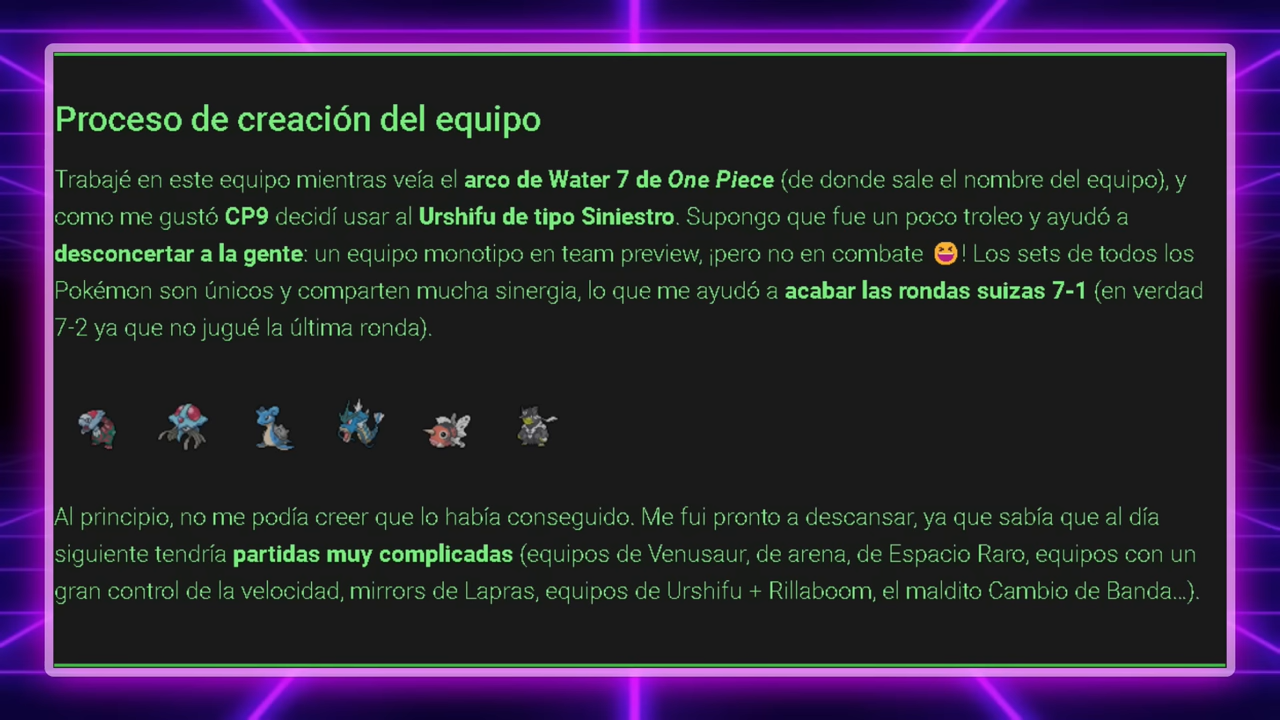 Proceso de creación del equipo
Trabajé en este equipo mientras veía el arco de Water 7 de One Piece (de donde sale el nombre del equipo), y
como me gustó CP9 decidí usar al Urshifu de tipo Siniestro. Supongo que fue un poco troleo y ayudó a
desconcertar a la gente: un equipo monotipo en team preview, ¡pero no en combate 😆! Los sets de todos los
Pokémon son únicos y comparten mucha sinergia, lo que me ayudó a acabar las rondas suizas 7-1 (en verdad
7-2 ya que no jugué la última ronda).
Al principio, no me podía creer que lo había conseguido. Me fui pronto a descansar, ya que sabía que al día
siguiente tendría partidas muy complicadas (equipos de Venusaur, de arena, de Espacio Raro, equipos con un
gran control de la velocidad, mirrors de Lapras, equipos de Urshifu + Rillaboom, el maldito Cambio de Banda...).